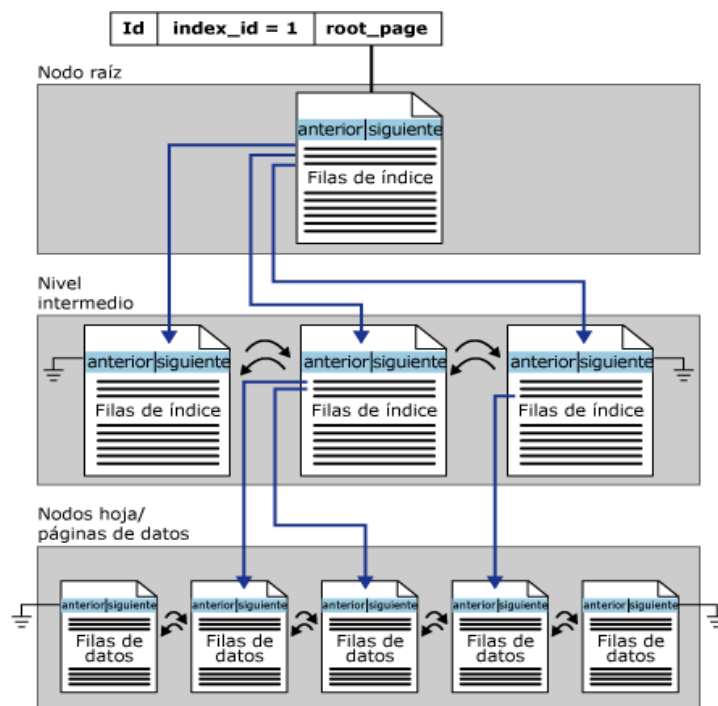 Id index_id = 1 root_page
Nodo raíz
anterior siguiente
Filas de índice
Nivel
intermedio
anterior siguiente anterior siguiente anterior siguiente
Filas de índice Filas de índice Filas de índice
Nodos hoja/
páginas de datos
anterior siguiente anterior siguiente anterior siguiente anterior siguiente anterior siguiente
Filas de Filas de Filas de Filas de Filas de
datos datos datos datos datos